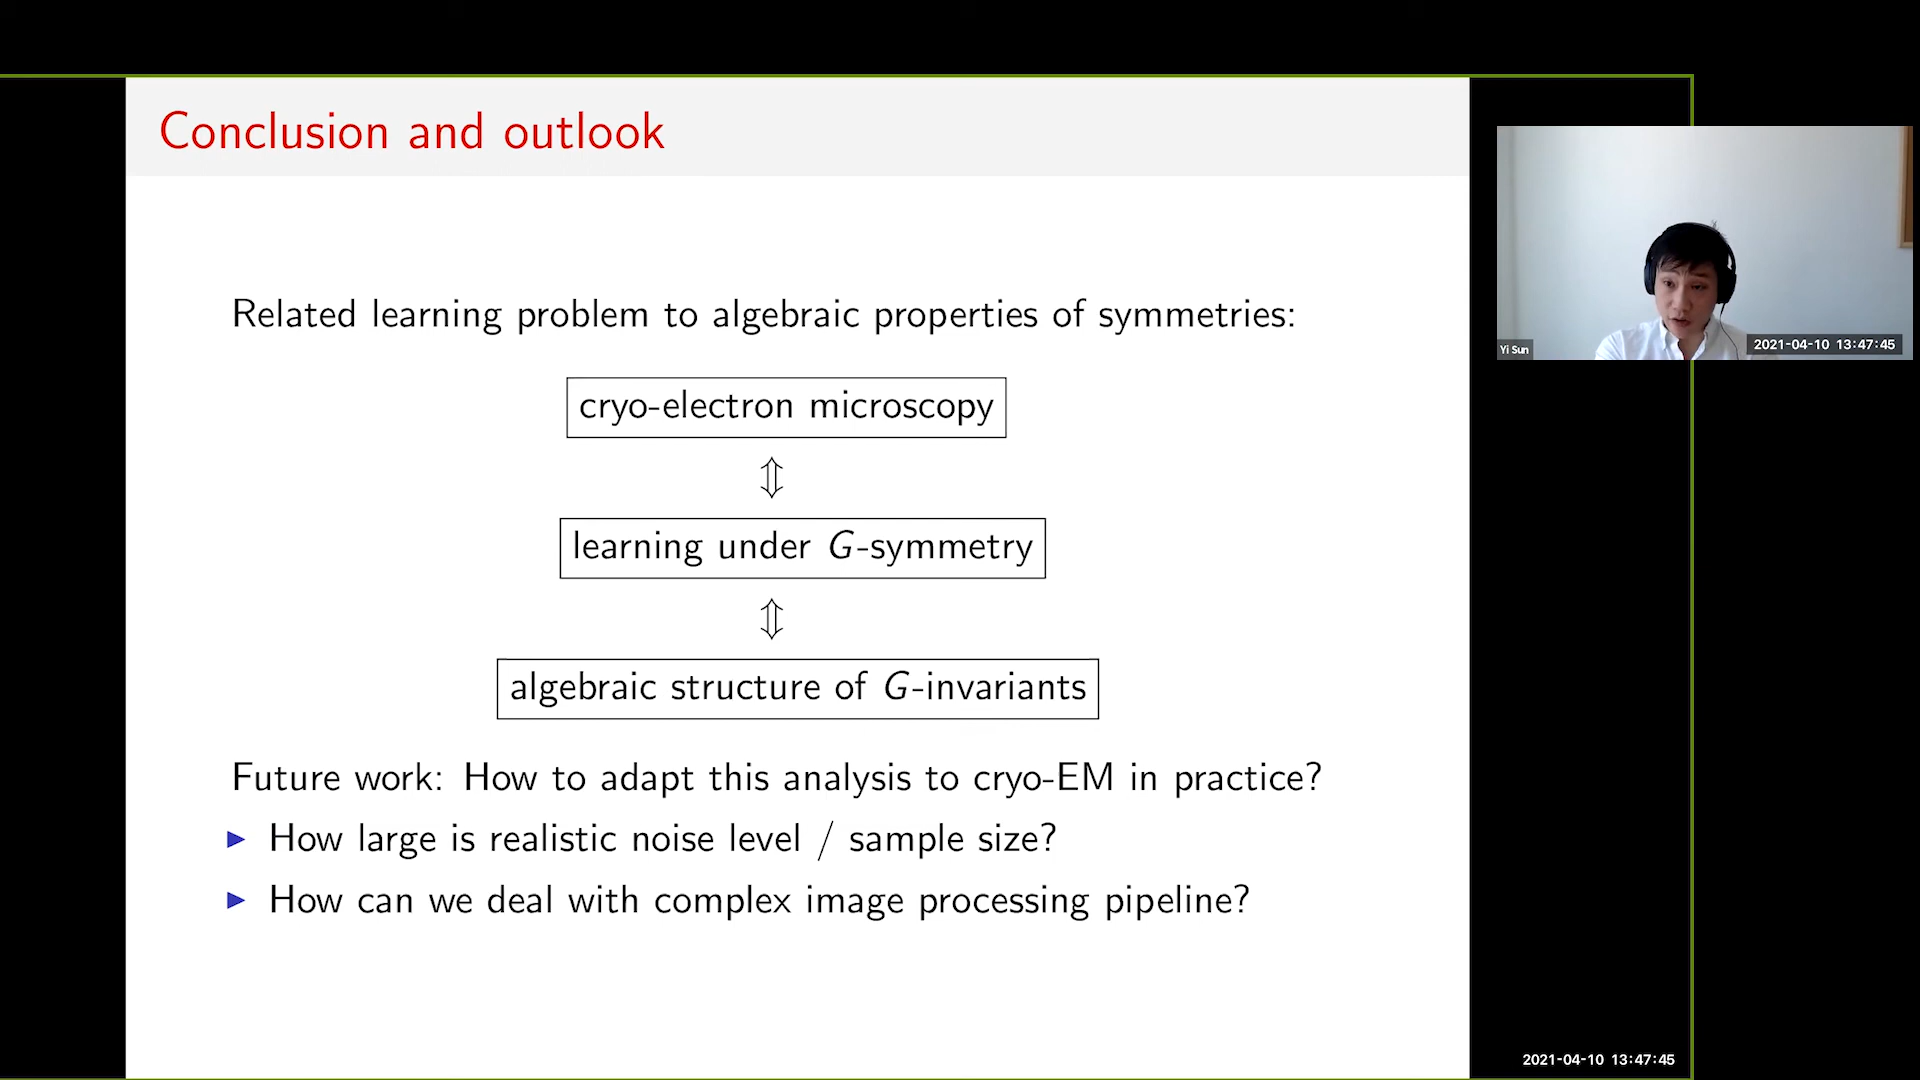 Conclusion and outlook
Related learning problem to algebraic properties of symmetries:
cryo-electron microscopy
⇕
learning under G-symmetry
⇕
algebraic structure of G-invariants
Future work: How to adapt this analysis to cryo-EM in practice?
▶ How large is realistic noise level / sample size?
▶ How can we deal with complex image processing pipeline?
Yi Sun
2021-04-10 13:47:45
2021-04-10 13:47:45